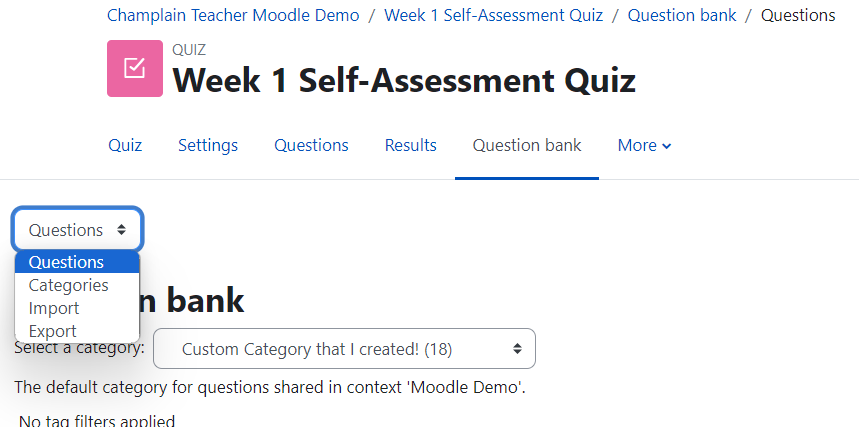 Champlain Teacher Moodle Demo / Week 1 Self-Assessment Quiz / Question bank / Questions
QUIZ
Week 1 Self-Assessment Quiz
Quiz Settings Questions Results Question bank More
Questions
Questions
Categories
Import
Export
n bank
Select a category: Custom Category that I created! (18)
The default category for questions shared in context 'Moodle Demo'.
No tag filters applied